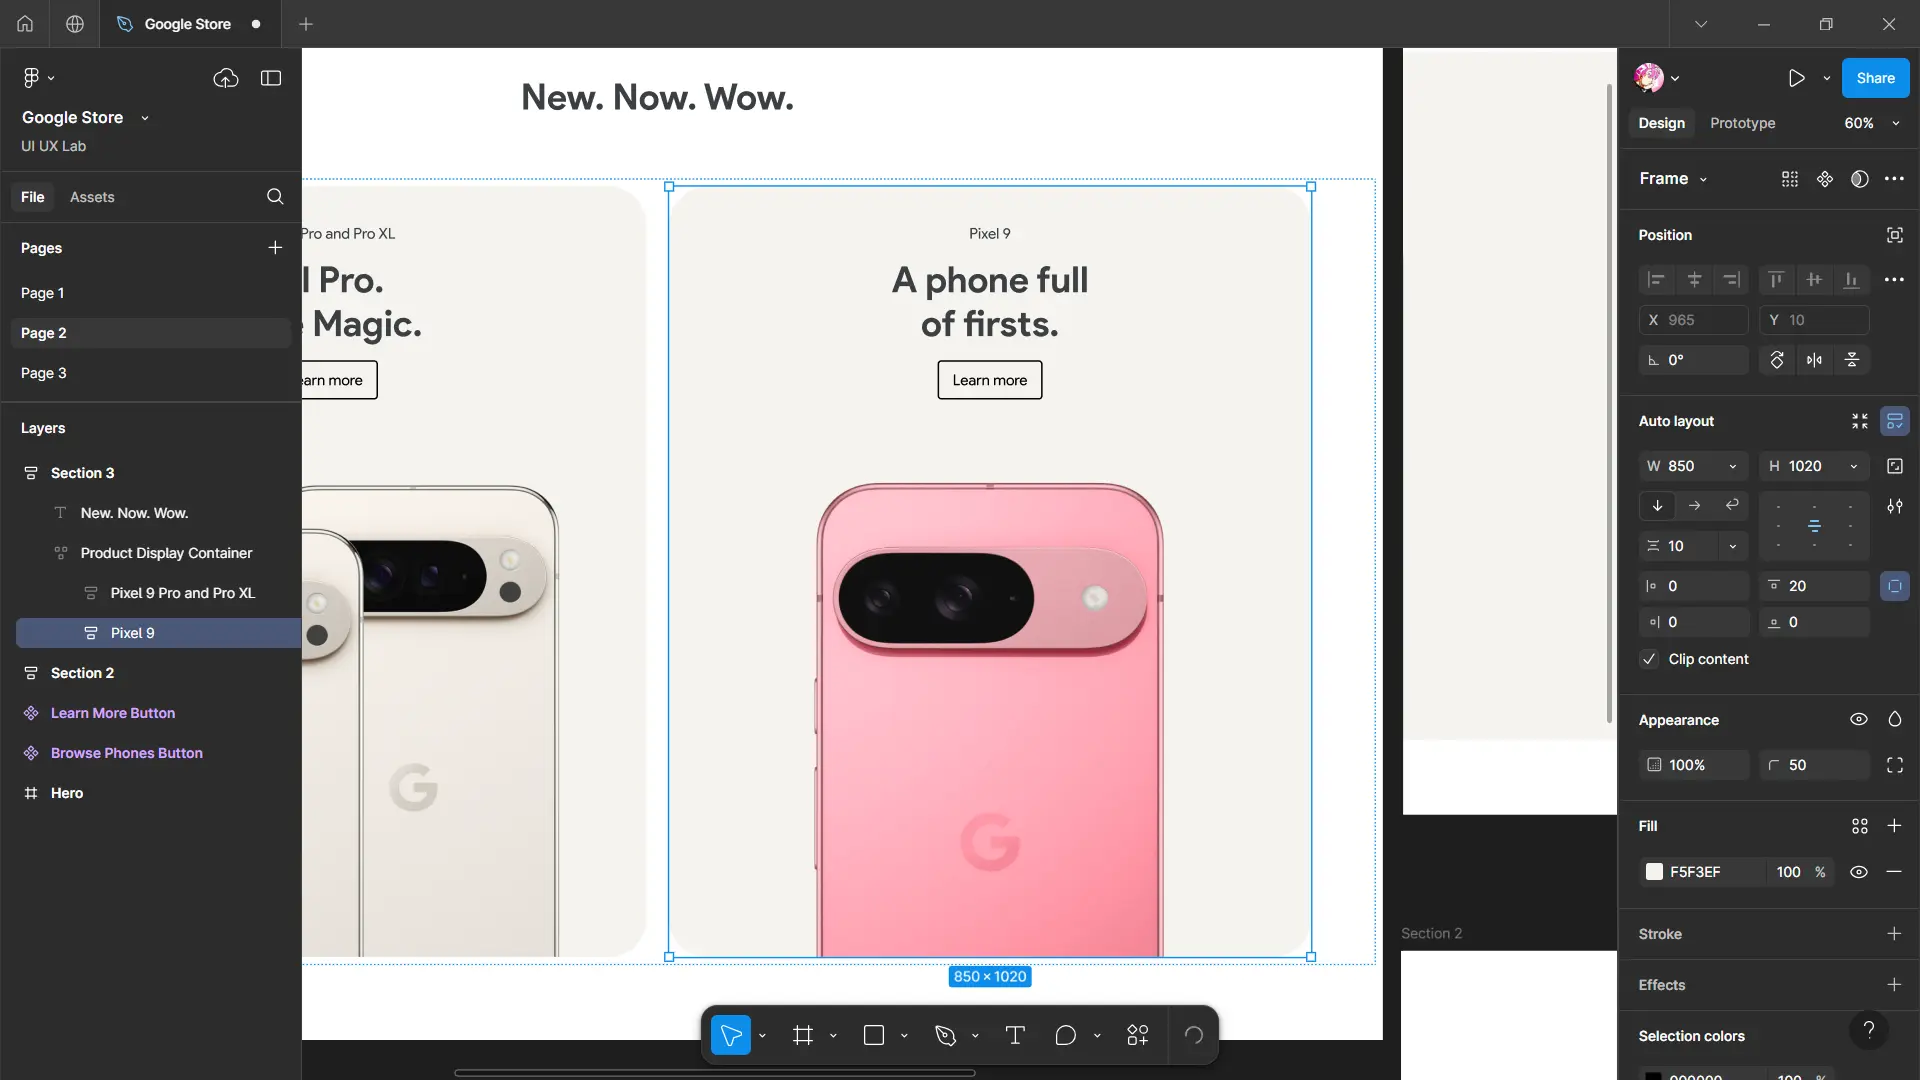 Google Store
Google Store
UI UX Lab
File
Assets
Pages
Page 1
Page 2
Page 3
Layers
Section 3
New. Now. Wow.
Product Display Container
Pixel 9 Pro and Pro XL
Pixel 9
Section 2
Learn More Button
Browse Phones Button
Hero
New. Now. Wow.
Pro and Pro XL
l Pro.
e Magic.
earn more
G
Pixel 9
A phone full
of firsts.
Learn more
G
850 × 1020
Section 2
Share
Design
Prototype
60%
Frame
Position
X 965
Y 10
0°
Auto layout
W 850
H 1020
10
0
20
0
0
Clip content
Appearance
100%
50
Fill
F5F3EF
100 %
Stroke
Effects
Selection colors
?
000000
100 %